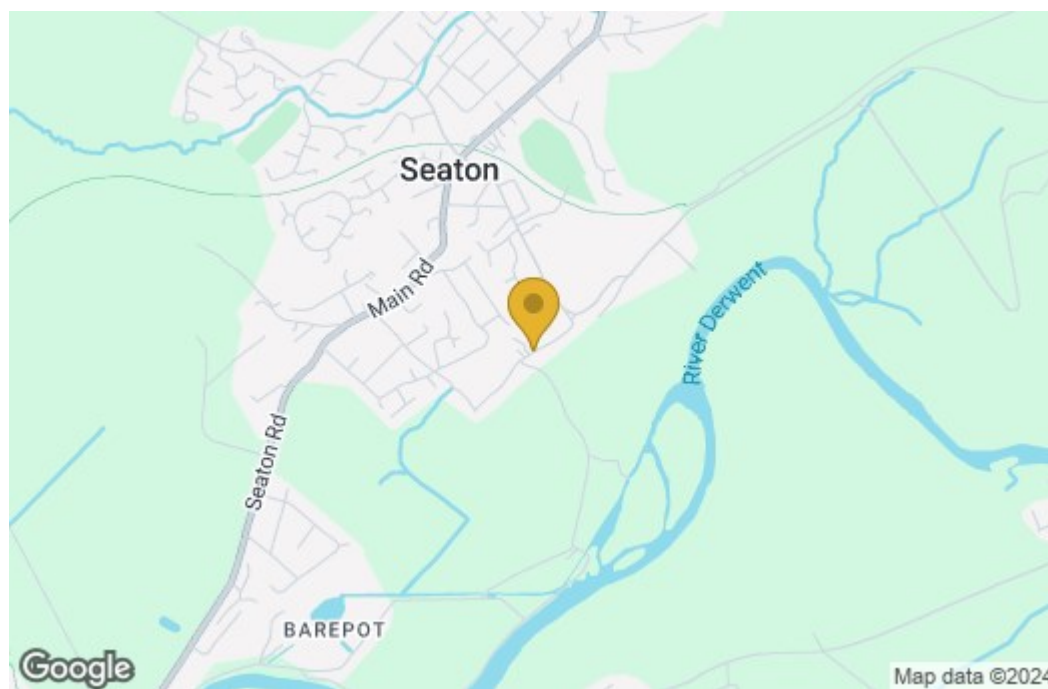 Seaton
Main Rd
River Derwent
Seaton Rd
BAREPOT
Google
Map data ©2024